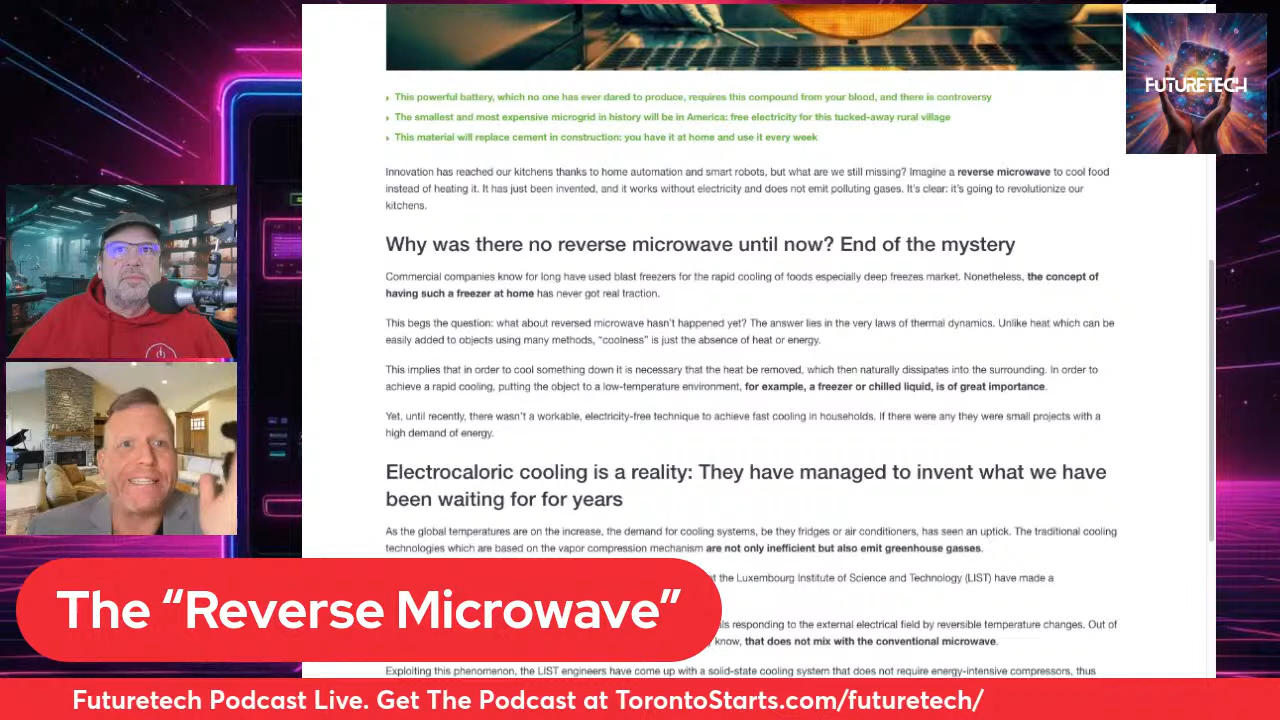 FUTURETECH
This powerful battery, which no one has ever dared to produce, requires this compound from your blood, and there is controversy
The smallest and most expensive microgrid in history will be in America: free electricity for this tucked-away rural village
This material will replace cement in construction: you have it at home and use it every week
Innovation has reached our kitchens thanks to home automation and smart robots, but what are we still missing? Imagine a reverse microwave to cool food
instead of heating it. It has just been invented, and it works without electricity and does not emit polluting gases. It's clear: it's going to revolutionize our
kitchens.
Why was there no reverse microwave until now? End of the mystery
Commercial companies know for long have used blast freezers for the rapid cooling of foods especially deep freezes market. Nonetheless, the concept of
having such a freezer at home has never got real traction.
This begs the question: what about reversed microwave hasn't happened yet? The answer lies in the very laws of thermal dynamics. Unlike heat which can be
easily added to objects using many methods, "coolness" is just the absence of heat or energy.
This implies that in order to cool something down it is necessary that the heat be removed, which then naturally dissipates into the surrounding. In order to
achieve a rapid cooling, putting the object to a low-temperature environment, for example, a freezer or chilled liquid, is of great importance.
Yet, until recently, there wasn't a workable, electricity-free technique to achieve fast cooling in households. If there were any they were small projects with a
high demand of energy.
Electrocaloric cooling is a reality: They have managed to invent what we have
been waiting for for years
As the global temperatures are on the increase, the demand for cooling systems, be they fridges or air conditioners, has seen an uptick. The traditional cooling
technologies which are based on the vapor compression mechanism are not only inefficient but also emit greenhouse gasses.
the Luxembourg Institute of Science and Technology (LIST) have made a
responding to the external electrical field by reversible temperature changes. Out of
know, that does not mix with the conventional microwave.
Exploiting this phenomenon, the LIST engineers have come up with a solid-state cooling system that does not require energy-intensive compressors, thus
The “Reverse Microwave”
Futuretech Podcast Live. Get The Podcast at TorontoStarts.com/futuretech/